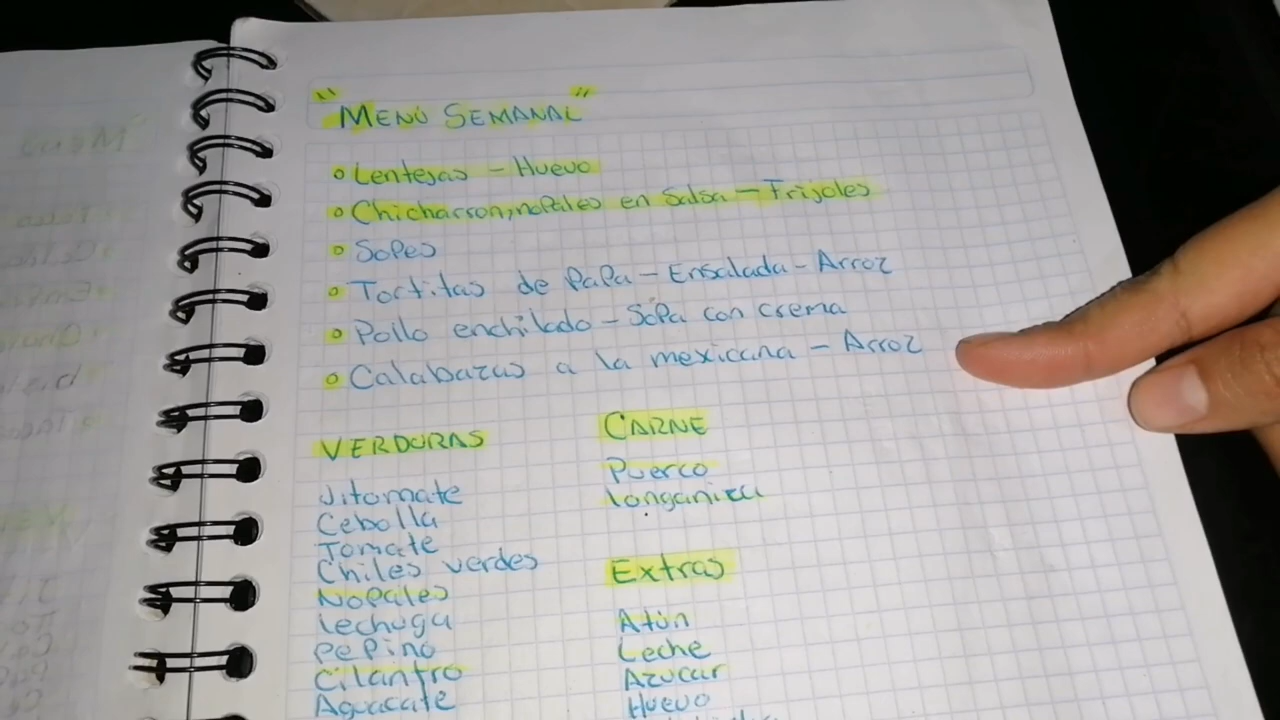 "MENÚ SEMANAL"
Lentejas - Huevo
Chicharron, nopales en Salsa - Frijoles
Sopes
Tortitas de papa - Ensalada - Arroz
Pollo enchilado - Sopa con crema
Calabazas a la mexicana - Arroz
VERDURAS
Jitomate
Cebolla
Tomate
Chiles verdes
Nopales
lechuga
Pepino
Cilantro
Aguacate
CARNE
Puerco
longaniza
Extras
Atún
Leche
Azucar
Huevo